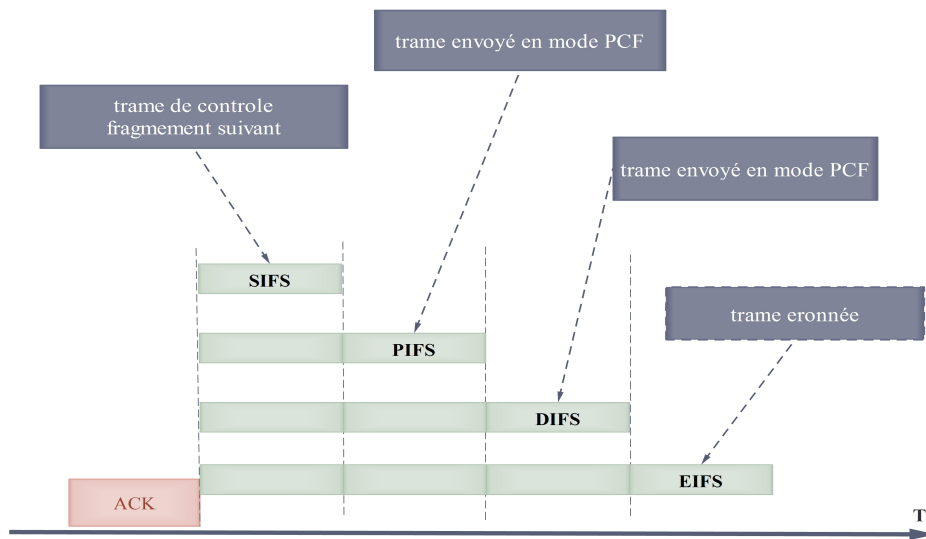 trame envoyé en mode PCF
trame de controle
fragmement suivant
trame envoyé en mode PCF
SIFS
trame eronnée
PIFS
DIFS
EIFS
ACK
T